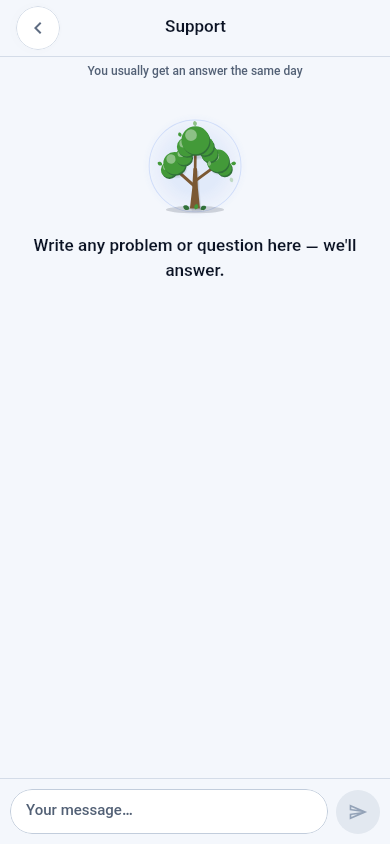 Support
You usually get an answer the same day
Write any problem or question here — we'll
answer.
Your message…